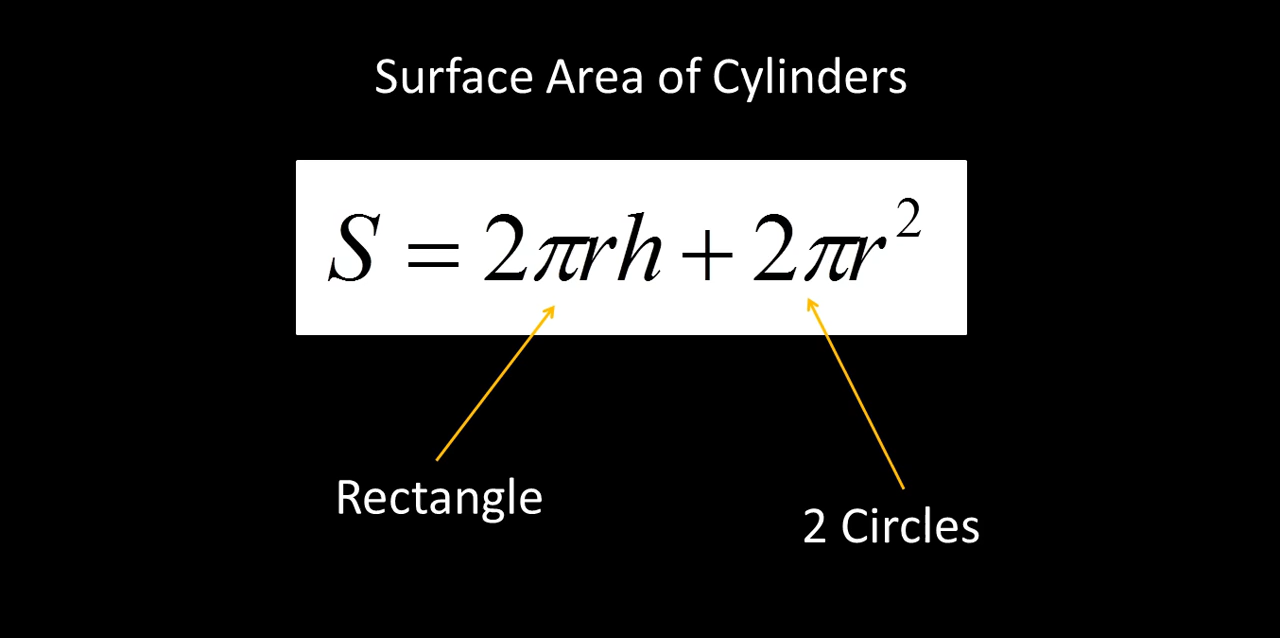 Surface Area of Cylinders
S = 2πrh + 2πr²
Rectangle
2 Circles